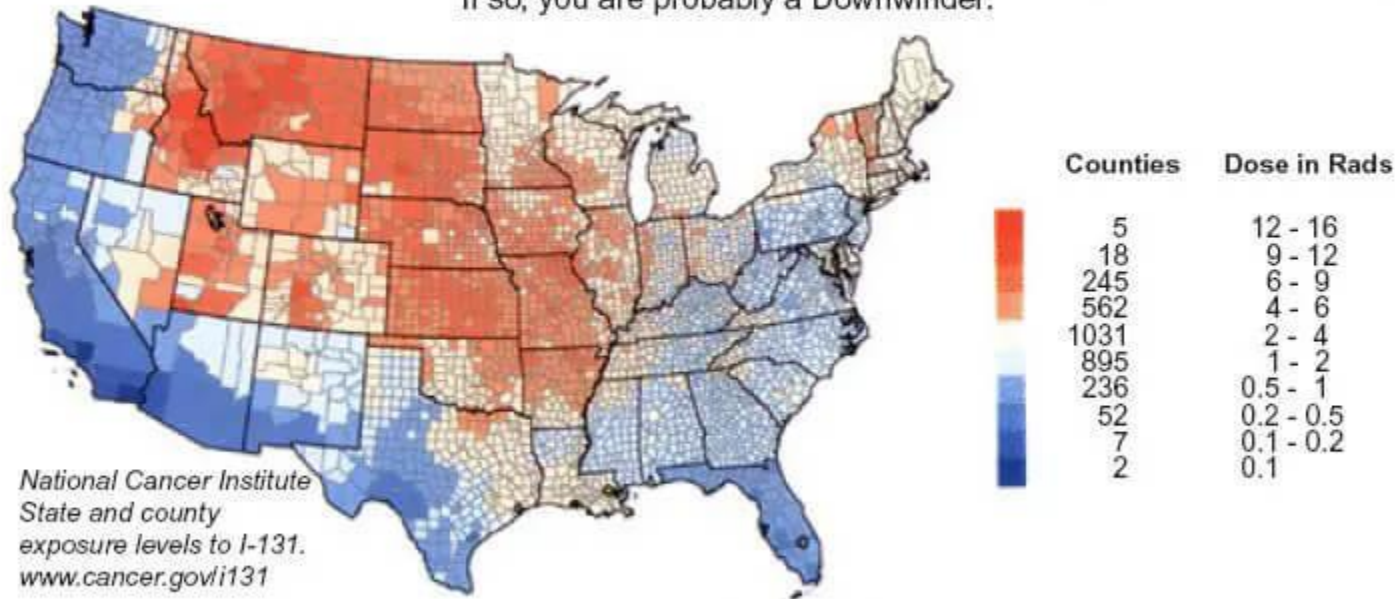 If so, you are probably a Downwinder.
Counties Dose in Rads
5 12 - 16
18 9 - 12
245 6 - 9
562 4 - 6
1031 2 - 4
895 1 - 2
236 0.5 - 1
52 0.2 - 0.5
7 0.1 - 0.2
2 0.1
National Cancer Institute
State and county
exposure levels to I-131.
www.cancer.gov/i131